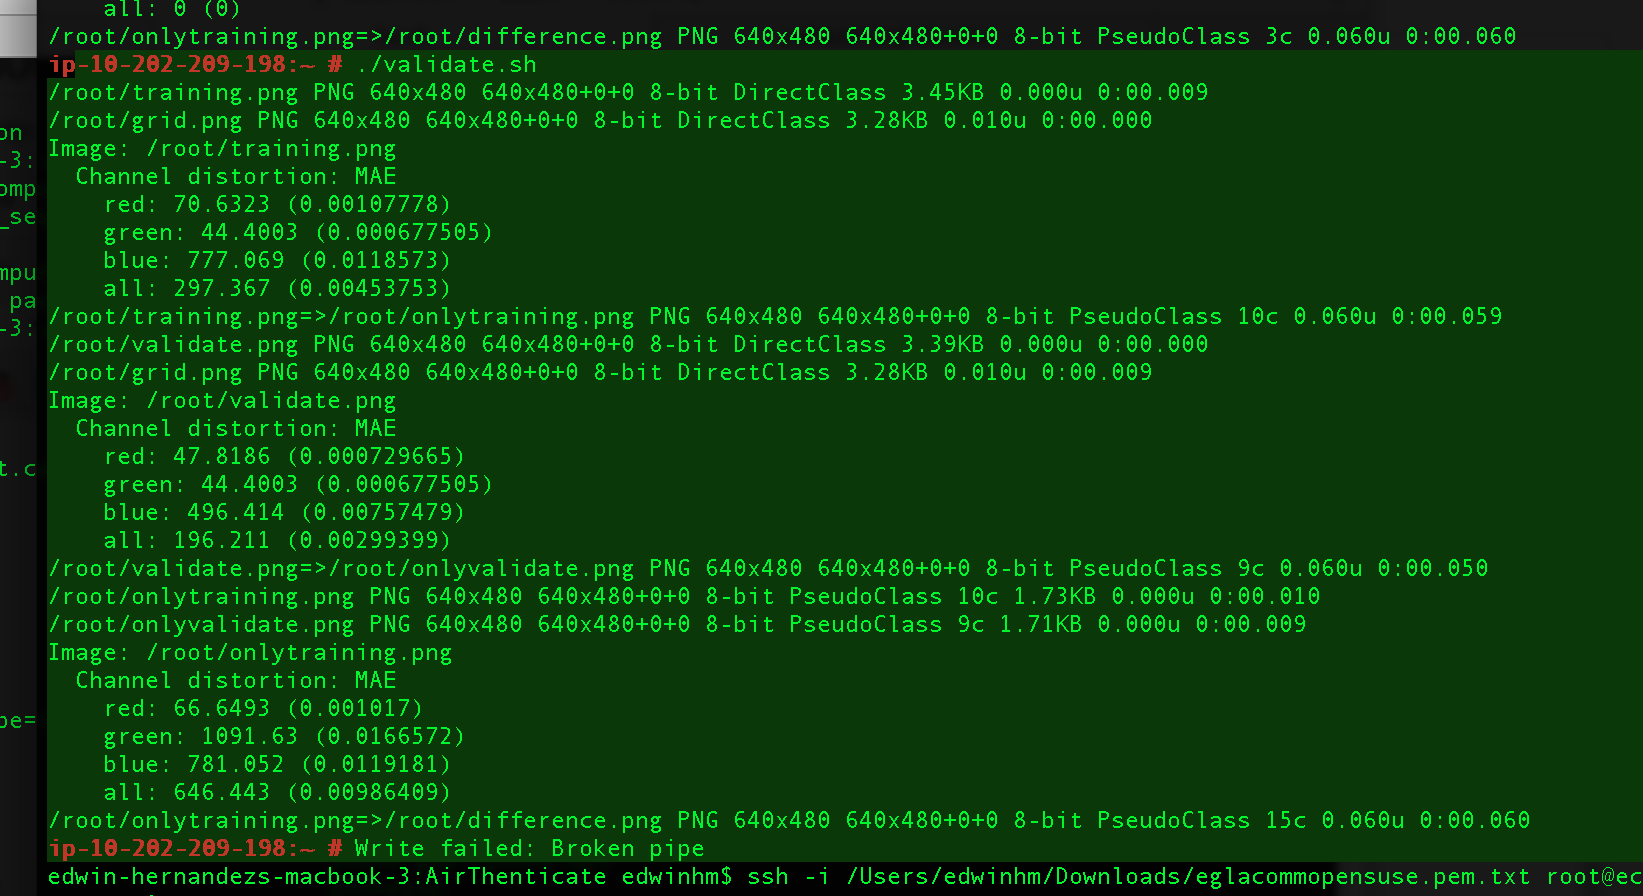 all: 0 (0)
/root/onlytraining.png=>/root/difference.png PNG 640x480 640x480+0+0 8-bit PseudoClass 3c 0.060u 0:00.060
ip-10-202-209-198:~ # ./validate.sh
/root/training.png PNG 640x480 640x480+0+0 8-bit DirectClass 3.45KB 0.000u 0:00.009
/root/grid.png PNG 640x480 640x480+0+0 8-bit DirectClass 3.28KB 0.010u 0:00.000
Image: /root/training.png
Channel distortion: MAE
red: 70.6323 (0.00107778)
green: 44.4003 (0.000677505)
blue: 777.069 (0.0118573)
all: 297.367 (0.00453753)
/root/training.png=>/root/onlytraining.png PNG 640x480 640x480+0+0 8-bit PseudoClass 10c 0.060u 0:00.059
/root/validate.png PNG 640x480 640x480+0+0 8-bit DirectClass 3.39KB 0.000u 0:00.000
/root/grid.png PNG 640x480 640x480+0+0 8-bit DirectClass 3.28KB 0.010u 0:00.009
Image: /root/validate.png
Channel distortion: MAE
red: 47.8186 (0.000729665)
green: 44.4003 (0.000677505)
blue: 496.414 (0.00757479)
all: 196.211 (0.00299399)
/root/validate.png=>/root/onlyvalidate.png PNG 640x480 640x480+0+0 8-bit PseudoClass 9c 0.060u 0:00.050
/root/onlytraining.png PNG 640x480 640x480+0+0 8-bit PseudoClass 10c 1.73KB 0.000u 0:00.010
/root/onlyvalidate.png PNG 640x480 640x480+0+0 8-bit PseudoClass 9c 1.71KB 0.000u 0:00.009
Image: /root/onlytraining.png
Channel distortion: MAE
red: 66.6493 (0.001017)
green: 1091.63 (0.0166572)
blue: 781.052 (0.0119181)
all: 646.443 (0.00986409)
/root/onlytraining.png=>/root/difference.png PNG 640x480 640x480+0+0 8-bit PseudoClass 15c 0.060u 0:00.060
ip-10-202-209-198:~ # Write failed: Broken pipe
edwin-hernandezs-macbook-3:AirThenticate edwinhm$ ssh -i /Users/edwinhm/Downloads/eglacommopensuse.pem.txt root@ec
on
-3:
omp
_se
mpu
pa
-3:
t.c
pe=